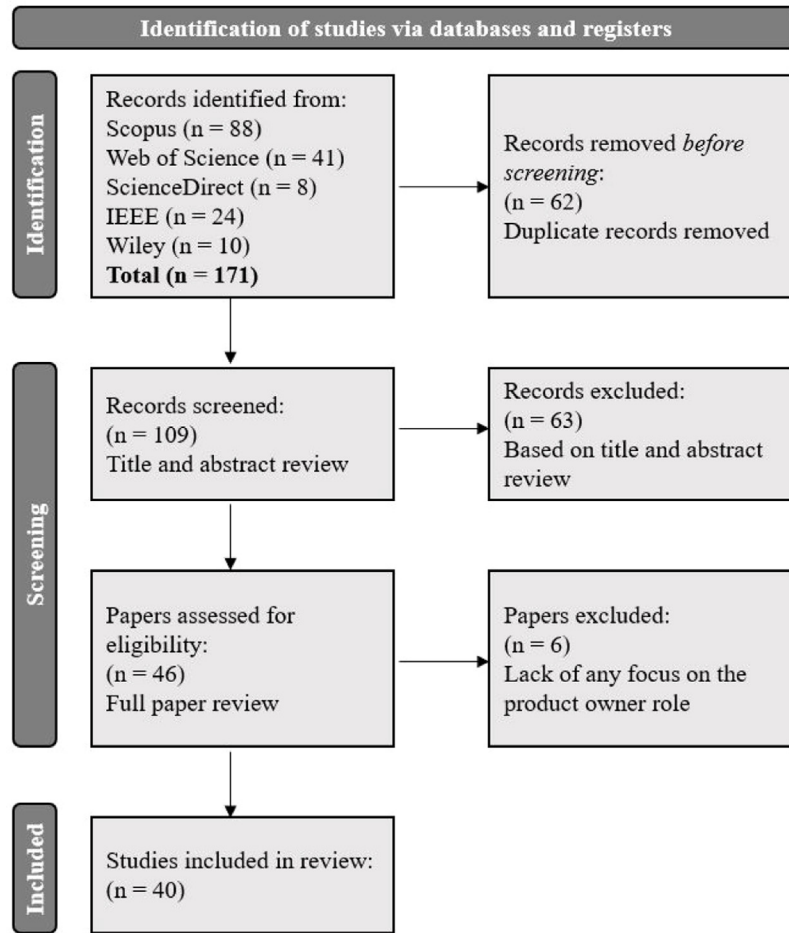 Identification of studies via databases and registers
Identification
Records identified from:
Scopus (n = 88)
Web of Science (n = 41)
ScienceDirect (n = 8)
IEEE (n = 24)
Wiley (n = 10)
Total (n = 171)
Records removed before
screening:
(n = 62)
Duplicate records removed
Screening
Records screened:
(n = 109)
Title and abstract review
Records excluded:
(n = 63)
Based on title and abstract
review
Papers assessed for
eligibility:
(n = 46)
Full paper review
Papers excluded:
(n = 6)
Lack of any focus on the
product owner role
Included
Studies included in review:
(n = 40)